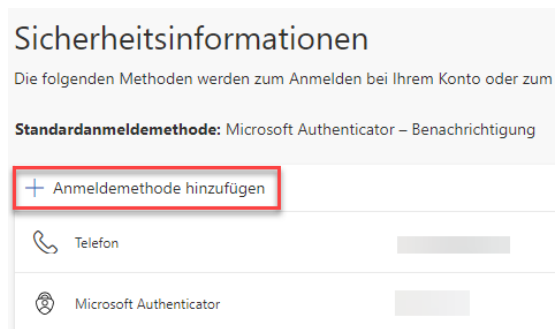 Sicherheitsinformationen
Die folgenden Methoden werden zum Anmelden bei Ihrem Konto oder zum
Standardanmeldemethode: Microsoft Authenticator – Benachrichtigung
+ Anmeldemethode hinzufügen
Telefon
Microsoft Authenticator